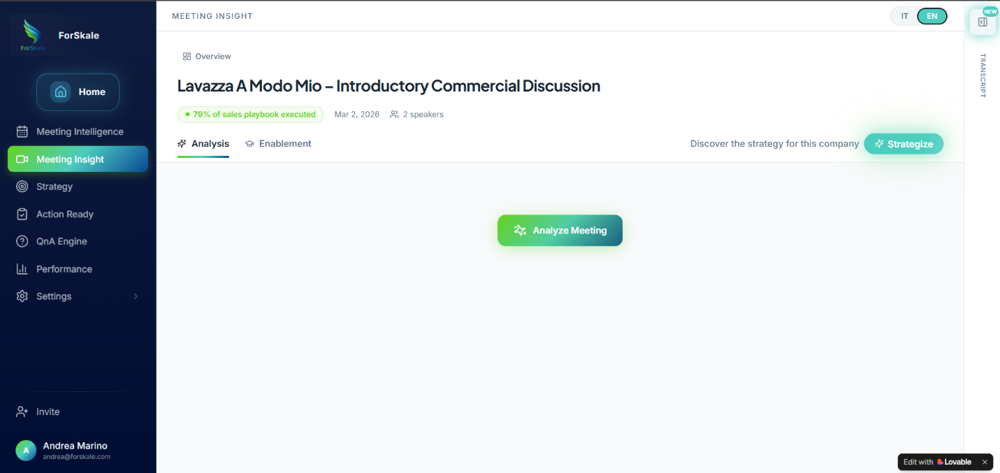 MEETING INSIGHT
IT EN
NEW
ForSkale
ForSkale
Overview
TRANSCRIPT
Lavazza A Modo Mio – Introductory Commercial Discussion
Home
79% of sales playbook executed Mar 2, 2026 2 speakers
Meeting Intelligence
Analysis Enablement Discover the strategy for this company Strategize
Meeting Insight
Strategy
Action Ready
Analyze Meeting
QnA Engine
Performance
Settings
Invite
Andrea Marino
andrea@forskale.com
A
Edit with Lovable ×